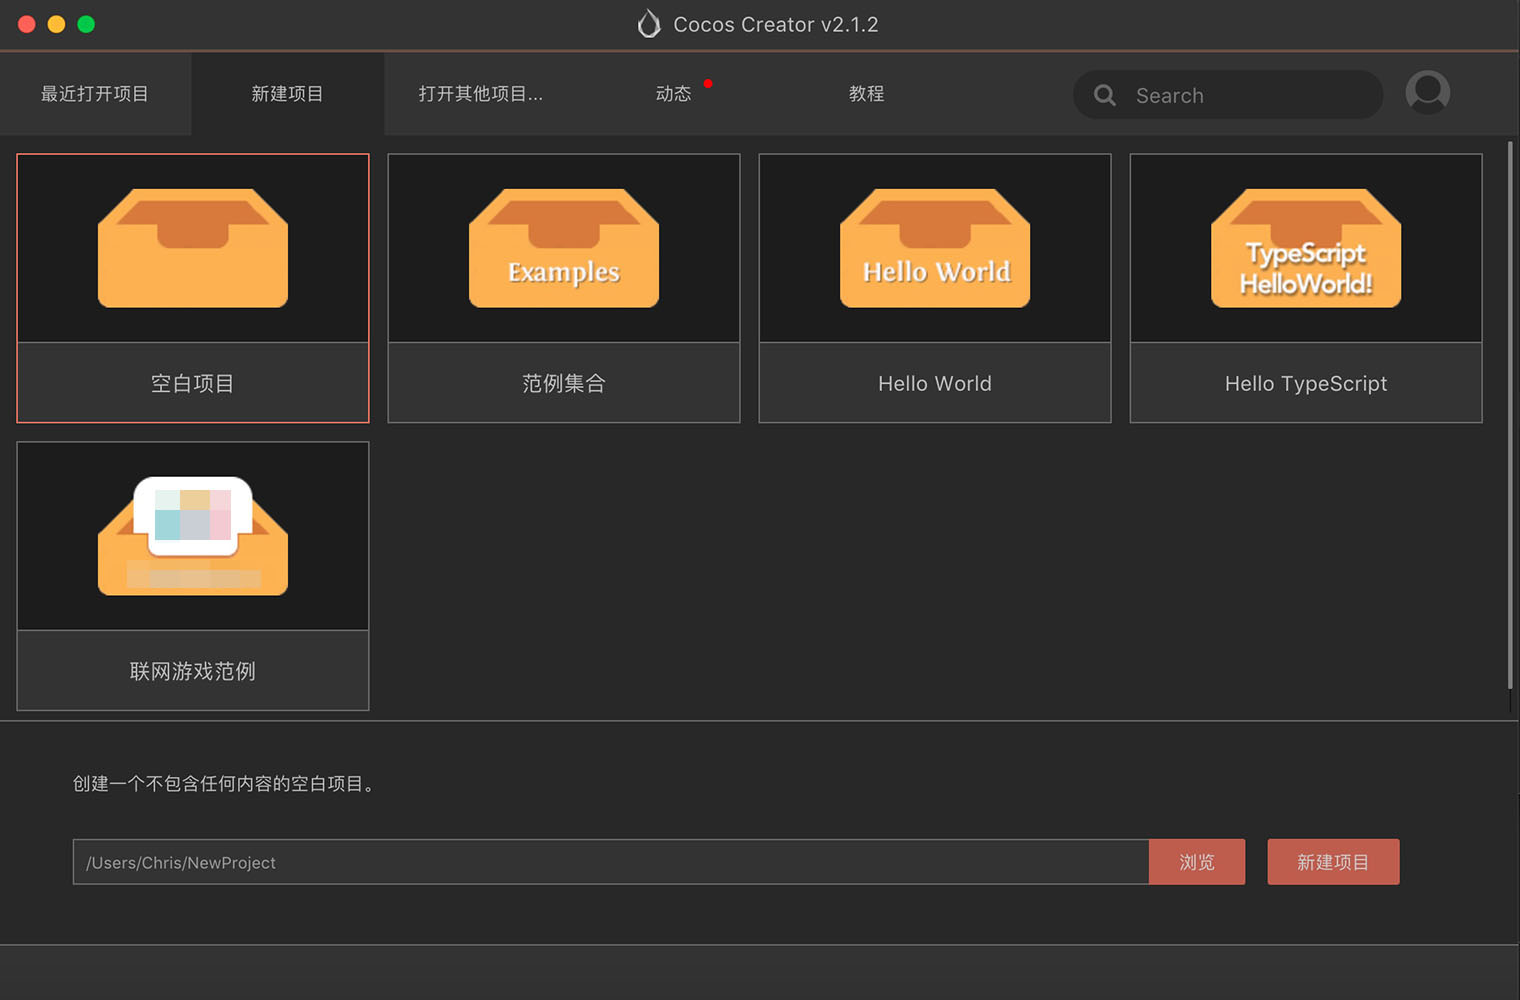 Cocos Creator v2.1.2
最近打开项目
新建项目
打开其他项目...
动态
教程
Search
Examples
Hello World
TypeScript
HelloWorld!
空白项目
范例集合
Hello World
Hello TypeScript
联网游戏范例
创建一个不包含任何内容的空白项目。
/Users/Chris/NewProject
浏览
新建项目